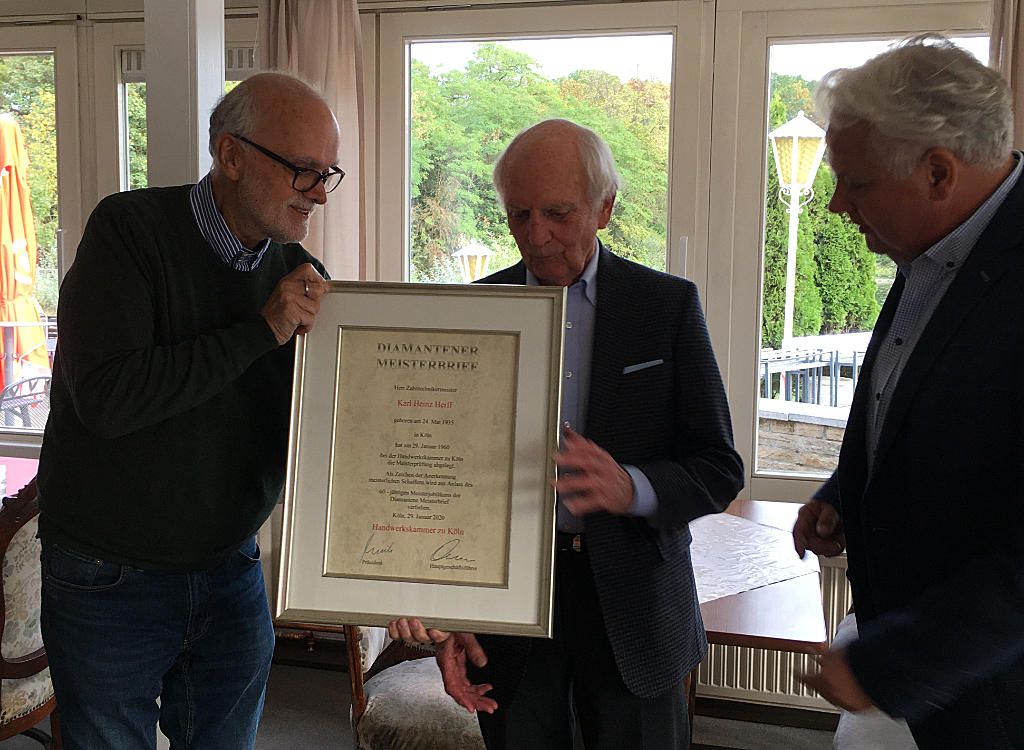 DIAMANTENER
MEISTERBRIEF
Herr Zahntechnikermeister
Karl Heinz Herff
geboren am 24. Mai 1935
in Köln
hat am 29. Januar 1960
bei der Handwerkskammer zu Köln
die Meisterprüfung abgelegt.
Als Zeichen der Anerkennung
meisterlichen Schaffens wird aus Anlass des
60 - jährigen Meisterjubiläums der
Diamantene Meisterbrief
verliehen.
Köln, 29. Januar 2020
Handwerkskammer zu Köln
Präsident
Hauptgeschäftsführer